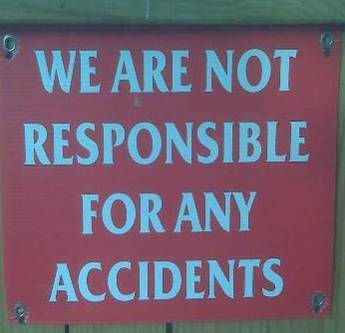 WE ARE NOT
RESPONSIBLE
FOR ANY
ACCIDENTS